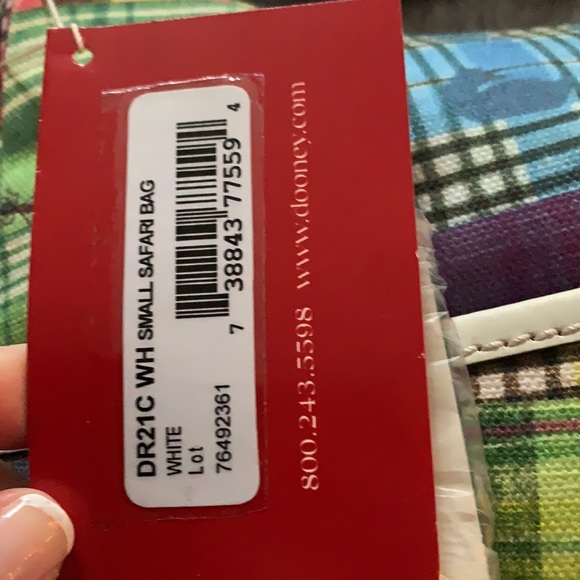 DR21C WH SMALL SAFARI BAG
WHITE
Lot
76492361
7 38843 77559 4
800.243.5598 www.dooney.com